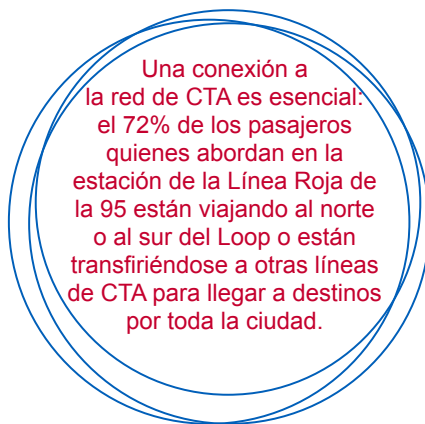 Una conexión a
la red de CTA es esencial:
el 72% de los pasajeros
quienes abordan en la
estación de la Línea Roja de
la 95 están viajando al norte
o al sur del Loop o están
transfiriéndose a otras líneas
de CTA para llegar a destinos
por toda la ciudad.